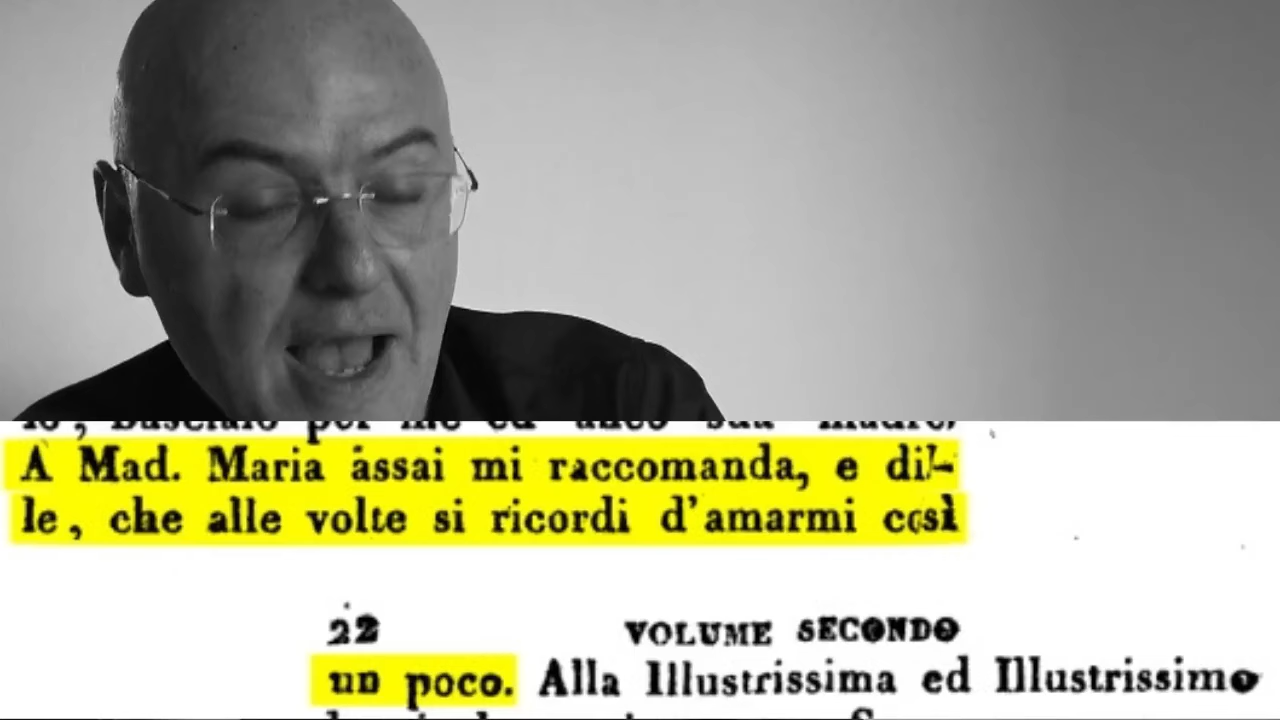 A Mad. Maria assai mi raccomanda, e dil-
le, che alle volte si ricordi d'amarmi così
22 VOLUME SECONDO
un poco. Alla Illustrissima ed Illustrissimo